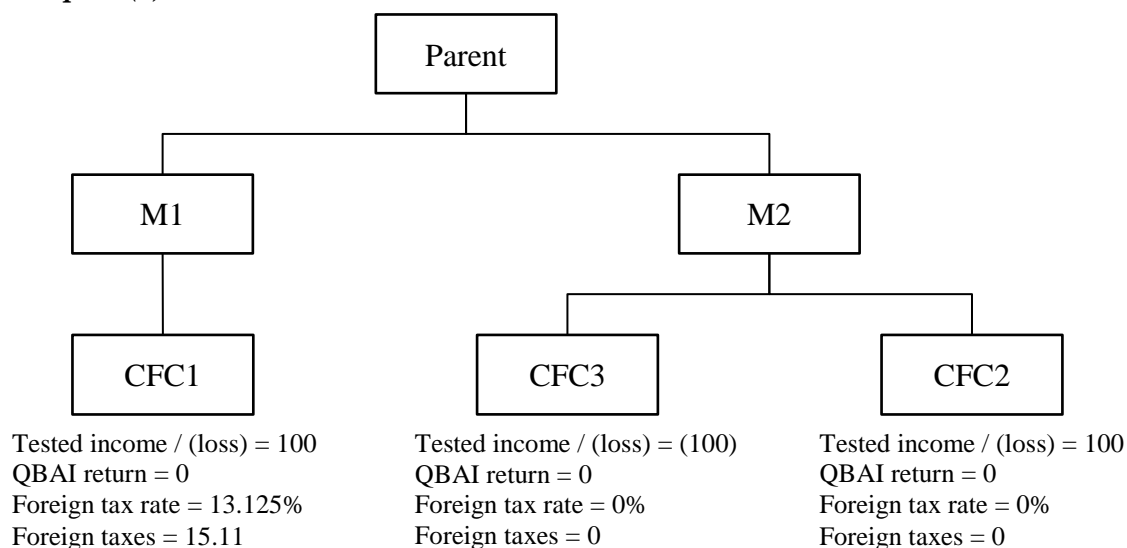 Parent
M1
M2
CFC1
CFC3
CFC2
Tested income / (loss) = 100
QBAI return = 0
Foreign tax rate = 13.125%
Foreign taxes = 15.11
Tested income / (loss) = (100)
QBAI return = 0
Foreign tax rate = 0%
Foreign taxes = 0
Tested income / (loss) = 100
QBAI return = 0
Foreign tax rate = 0%
Foreign taxes = 0